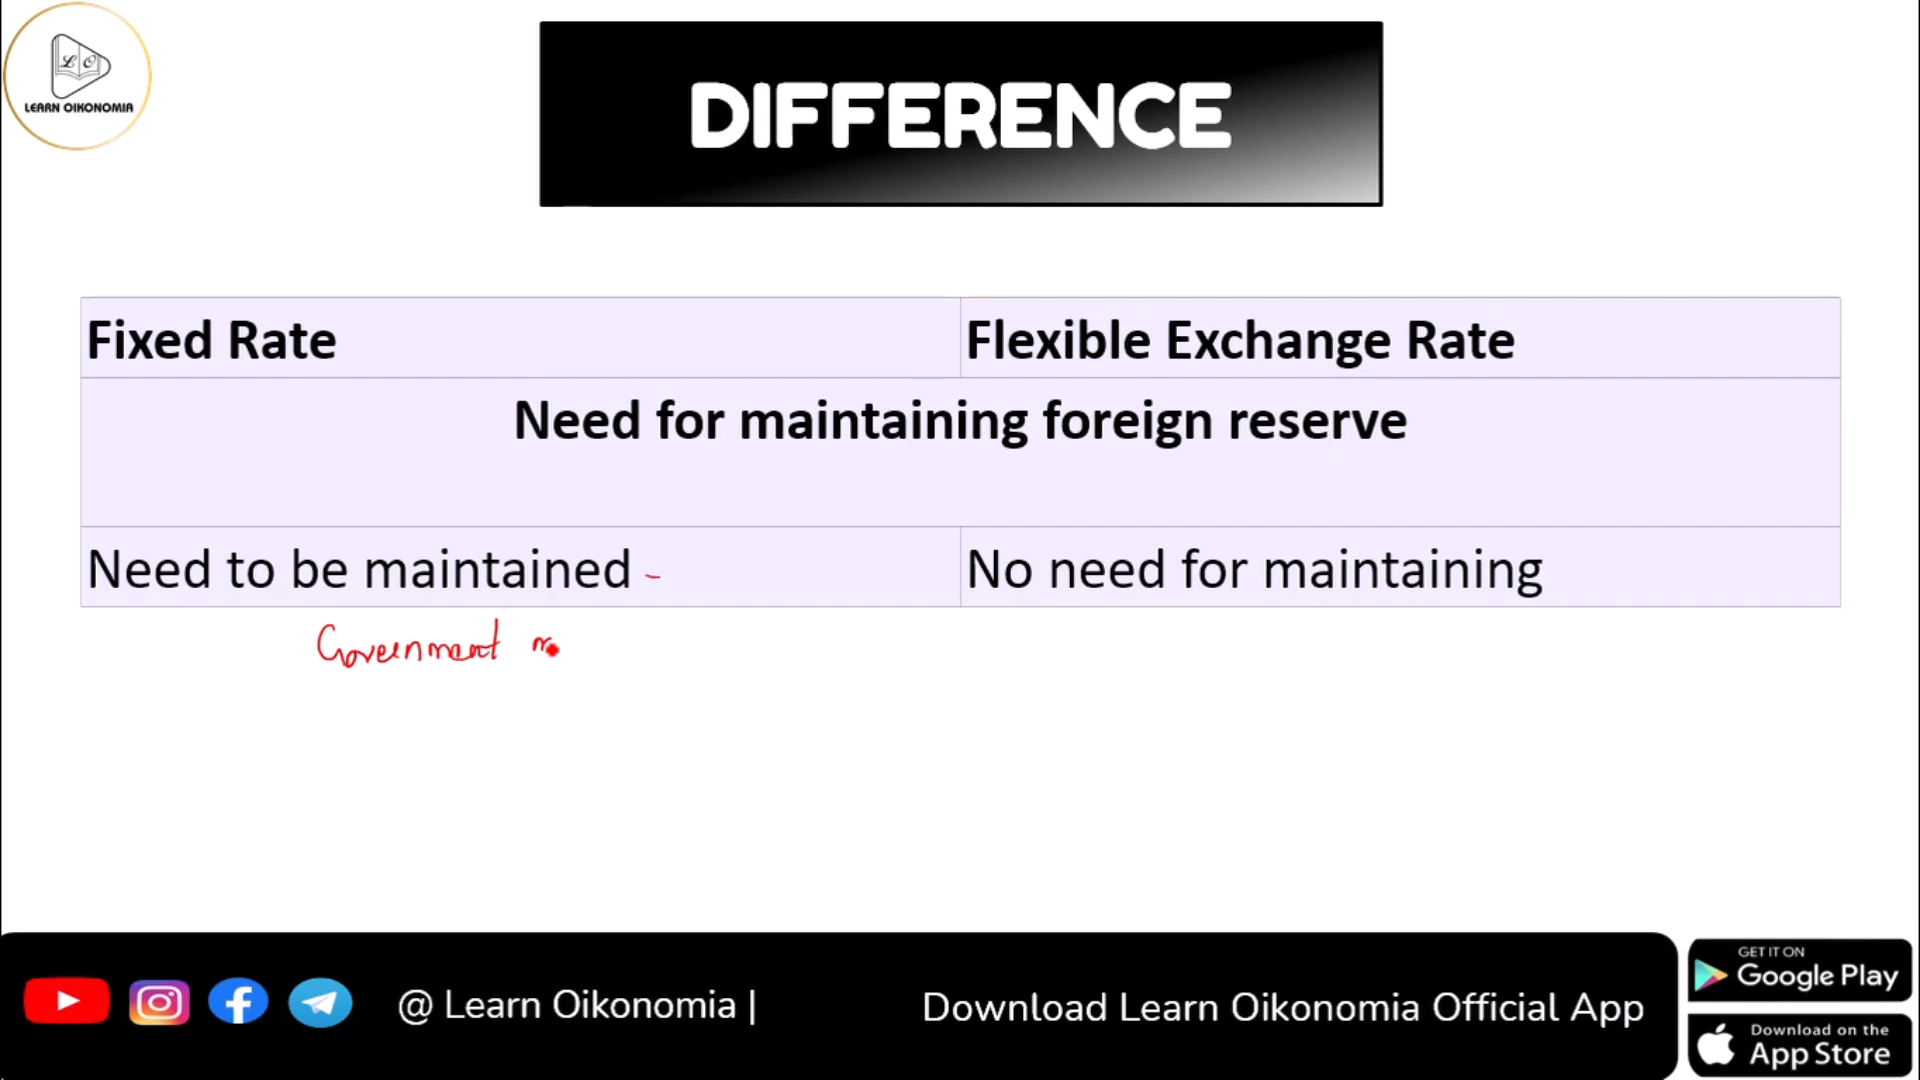 L O
LEARN OIKONOMIA
DIFFERENCE
Fixed Rate
Flexible Exchange Rate
Need for maintaining foreign reserve
Need to be maintained -
No need for maintaining
Government
@ Learn Oikonomia |
Download Learn Oikonomia Official App
GET IT ON
Google Play
Download on the
App Store